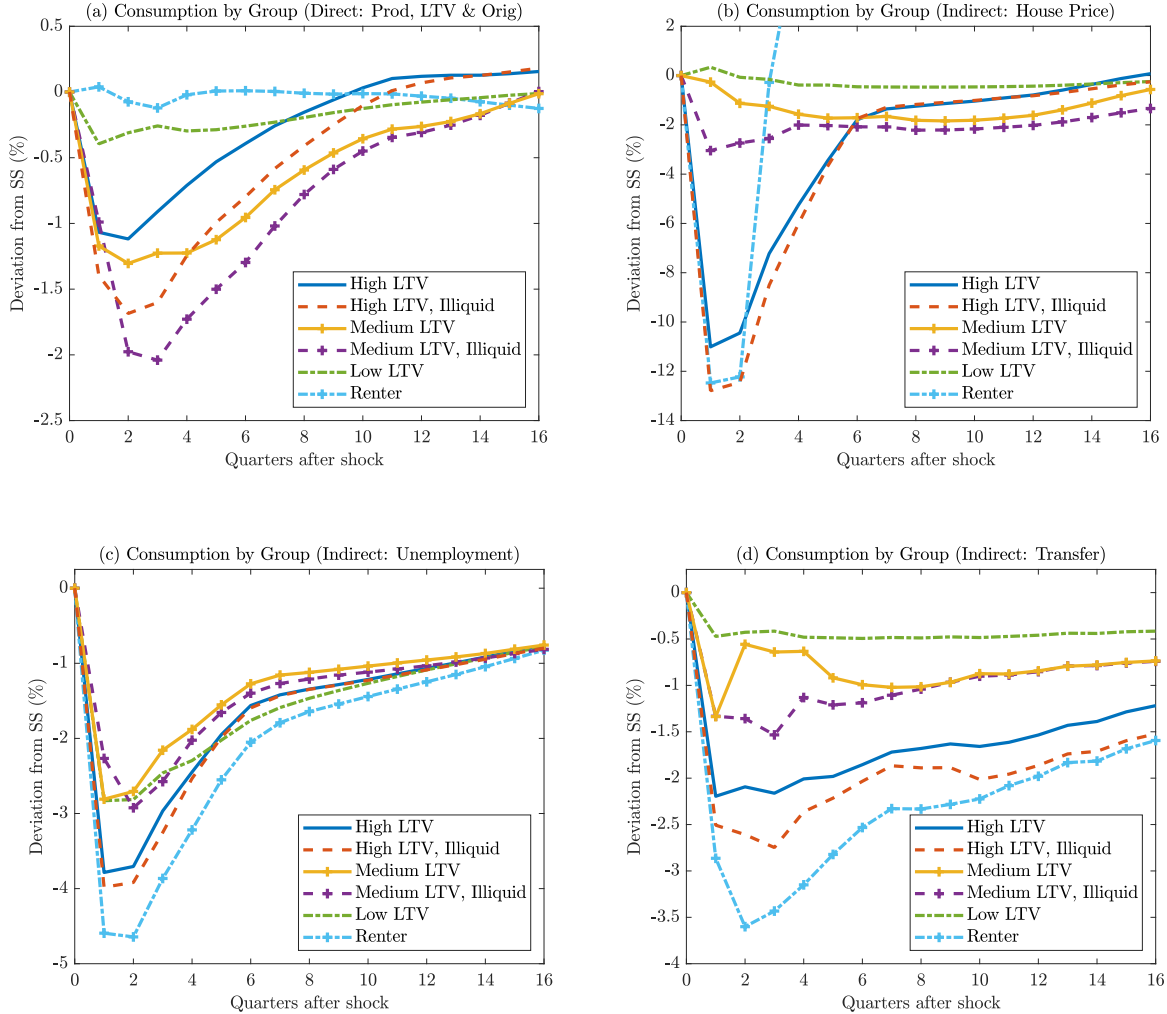 (a) Consumption by Group (Direct: Prod, LTV & Orig)
0.5
0
-0.5
-1
-1.5
-2
-2.5
Deviation from SS (%)
High LTV
High LTV, Illiquid
Medium LTV
Medium LTV, Illiquid
Low LTV
Renter
0 2 4 6 8 10 12 14 16
Quarters after shock
(b) Consumption by Group (Indirect: House Price)
2
0
-2
-4
-6
-8
-10
-12
-14
Deviation from SS (%)
High LTV
High LTV, Illiquid
Medium LTV
Medium LTV, Illiquid
Low LTV
Renter
0 2 4 6 8 10 12 14 16
Quarters after shock
(c) Consumption by Group (Indirect: Unemployment)
0
-1
-2
-3
-4
-5
Deviation from SS (%)
High LTV
High LTV, Illiquid
Medium LTV
Medium LTV, Illiquid
Low LTV
Renter
0 2 4 6 8 10 12 14 16
Quarters after shock
(d) Consumption by Group (Indirect: Transfer)
0
-0.5
-1
-1.5
-2
-2.5
-3
-3.5
-4
Deviation from SS (%)
High LTV
High LTV, Illiquid
Medium LTV
Medium LTV, Illiquid
Low LTV
Renter
0 2 4 6 8 10 12 14 16
Quarters after shock